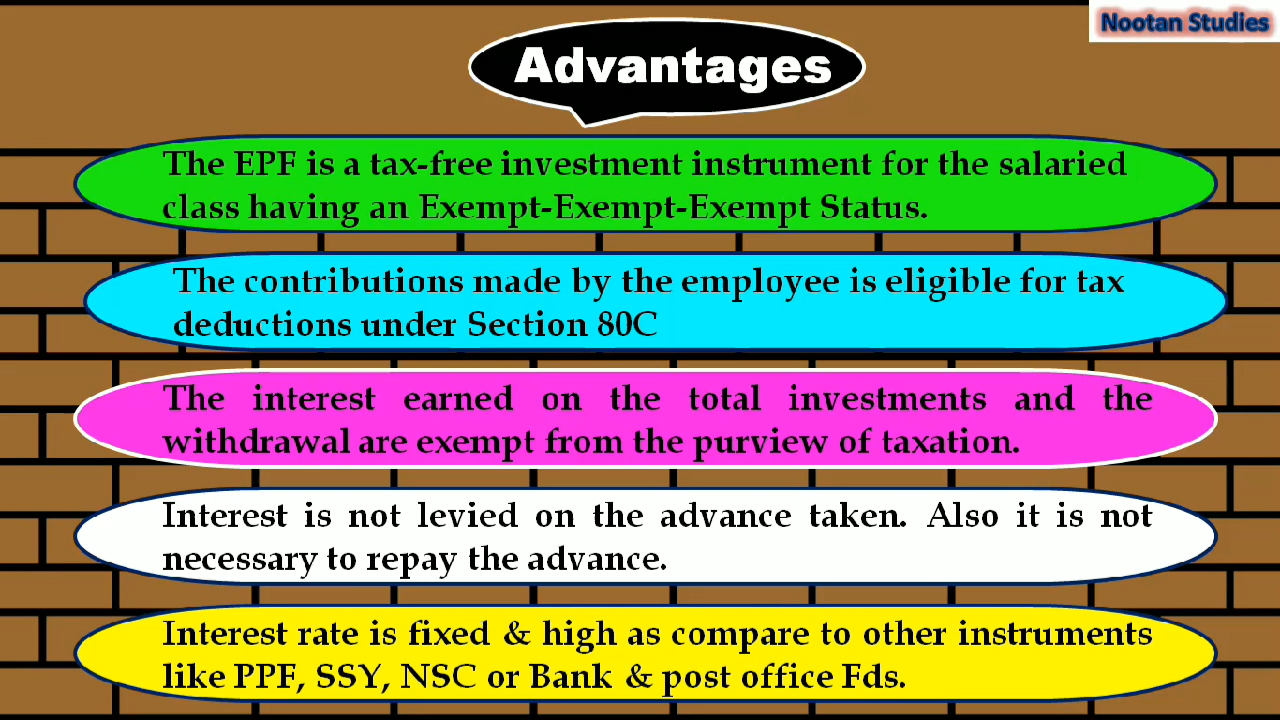 Nootan Studies
Advantages
The EPF is a tax-free investment instrument for the salaried
class having an Exempt-Exempt-Exempt Status.
The contributions made by the employee is eligible for tax
deductions under Section 80C
The interest earned on the total investments and the
withdrawal are exempt from the purview of taxation.
Interest is not levied on the advance taken. Also it is not
necessary to repay the advance.
Interest rate is fixed & high as compare to other instruments
like PPF, SSY, NSC or Bank & post office Fds.